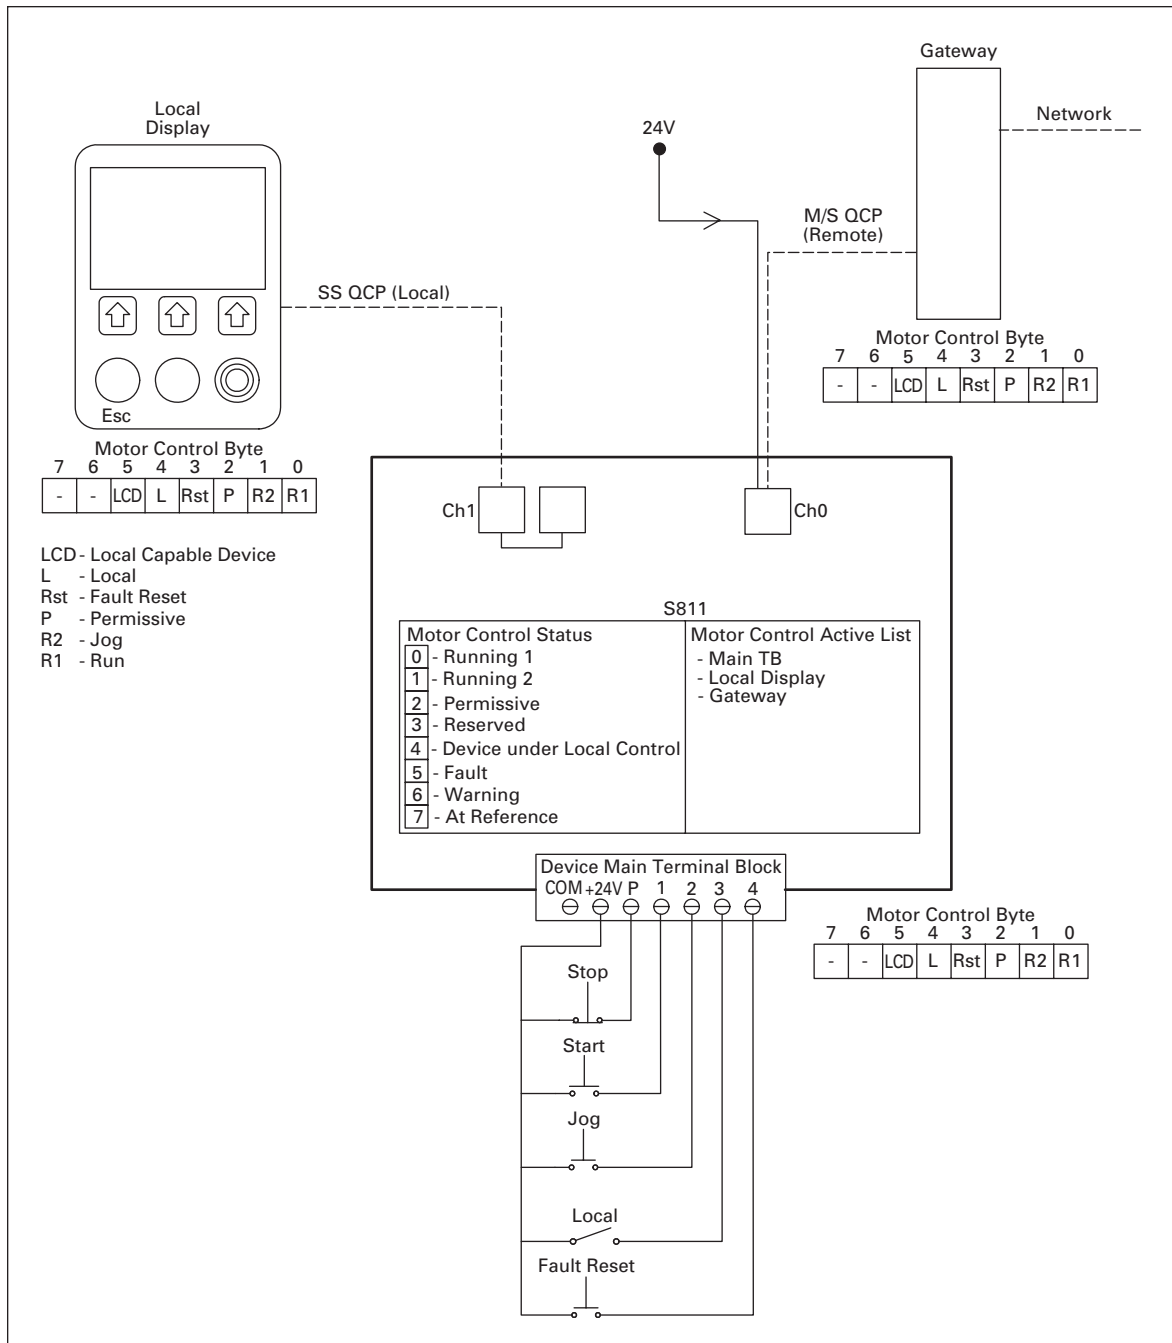 Gateway
Network
Local
Display
24V
M/S QCP
(Remote)
SS QCP (Local)
Esc
Motor Control Byte
7 6 5 4 3 2 1 0
- - LCD L Rst P R2 R1
Motor Control Byte
7 6 5 4 3 2 1 0
- - LCD L Rst P R2 R1
LCD - Local Capable Device
L - Local
Rst - Fault Reset
P - Permissive
R2 - Jog
R1 - Run
Ch1
Ch0
S811
Motor Control Status
0 - Running 1
1 - Running 2
2 - Permissive
3 - Reserved
4 - Device under Local Control
5 - Fault
6 - Warning
7 - At Reference
Motor Control Active List
- Main TB
- Local Display
- Gateway
Device Main Terminal Block
COM +24V P 1 2 3 4
Motor Control Byte
7 6 5 4 3 2 1 0
- - LCD L Rst P R2 R1
Stop
Start
Jog
Local
Fault Reset